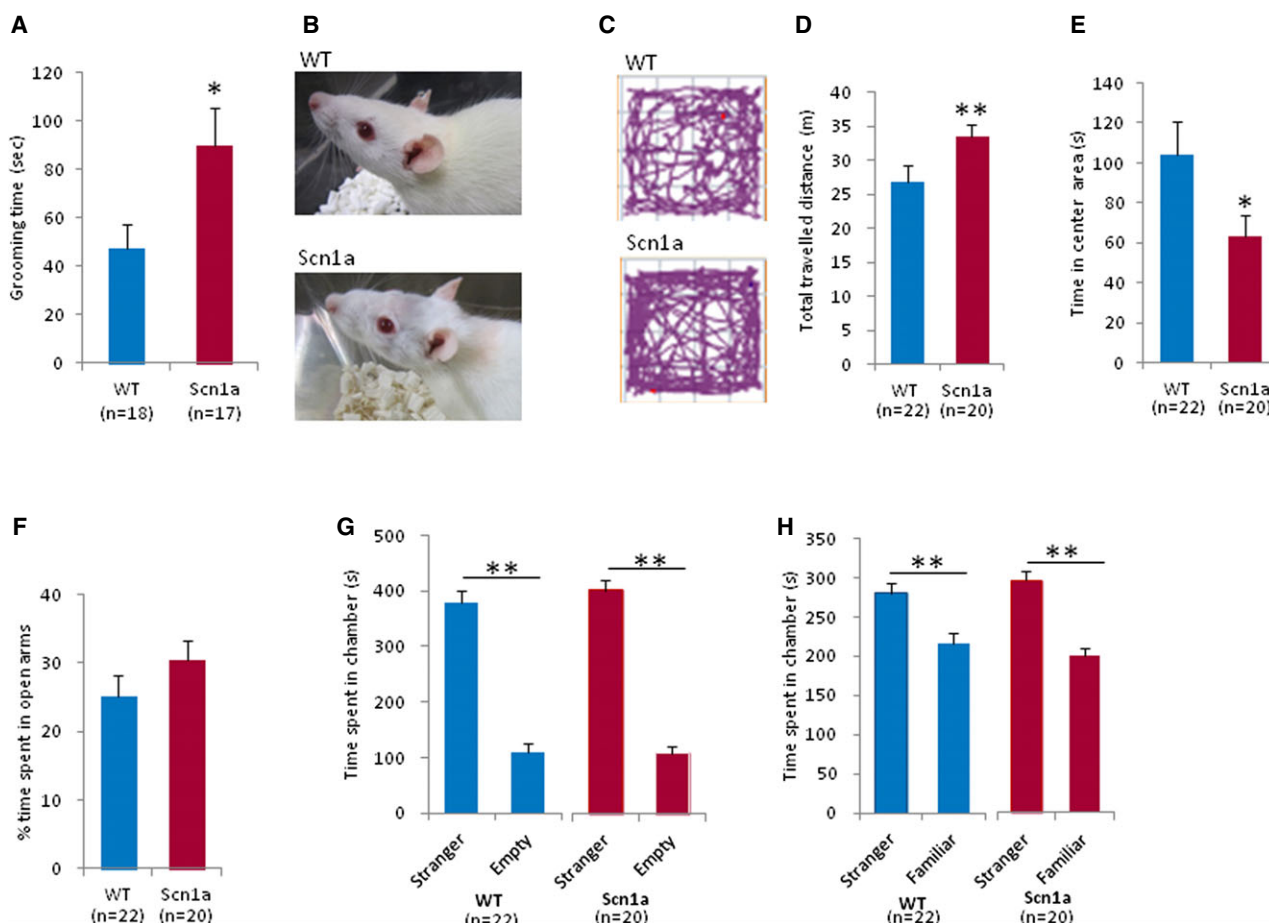 A
Grooming time (sec)
120
100
80
60
40
20
0
*
WT
(n=18)
Scn1a
(n=17)
B
WT
Scn1a
C
WT
Scn1a
D
Total travelled distance (m)
40
35
30
25
20
15
10
5
0
**
WT
(n=22)
Scn1a
(n=20)
E
Time in center area (s)
140
120
100
80
60
40
20
0
*
WT
(n=22)
Scn1a
(n=20)
F
% time spent in open arms
40
30
20
10
0
WT
(n=22)
Scn1a
(n=20)
G
Time spent in chamber (s)
500
400
300
200
100
0
**
**
Stranger
Empty
Stranger
Empty
WT
(n=22)
Scn1a
(n=20)
H
Time spent in chamber (s)
350
300
250
200
150
100
50
0
**
**
Stranger
Familiar
Stranger
Familiar
WT
(n=22)
Scn1a
(n=20)